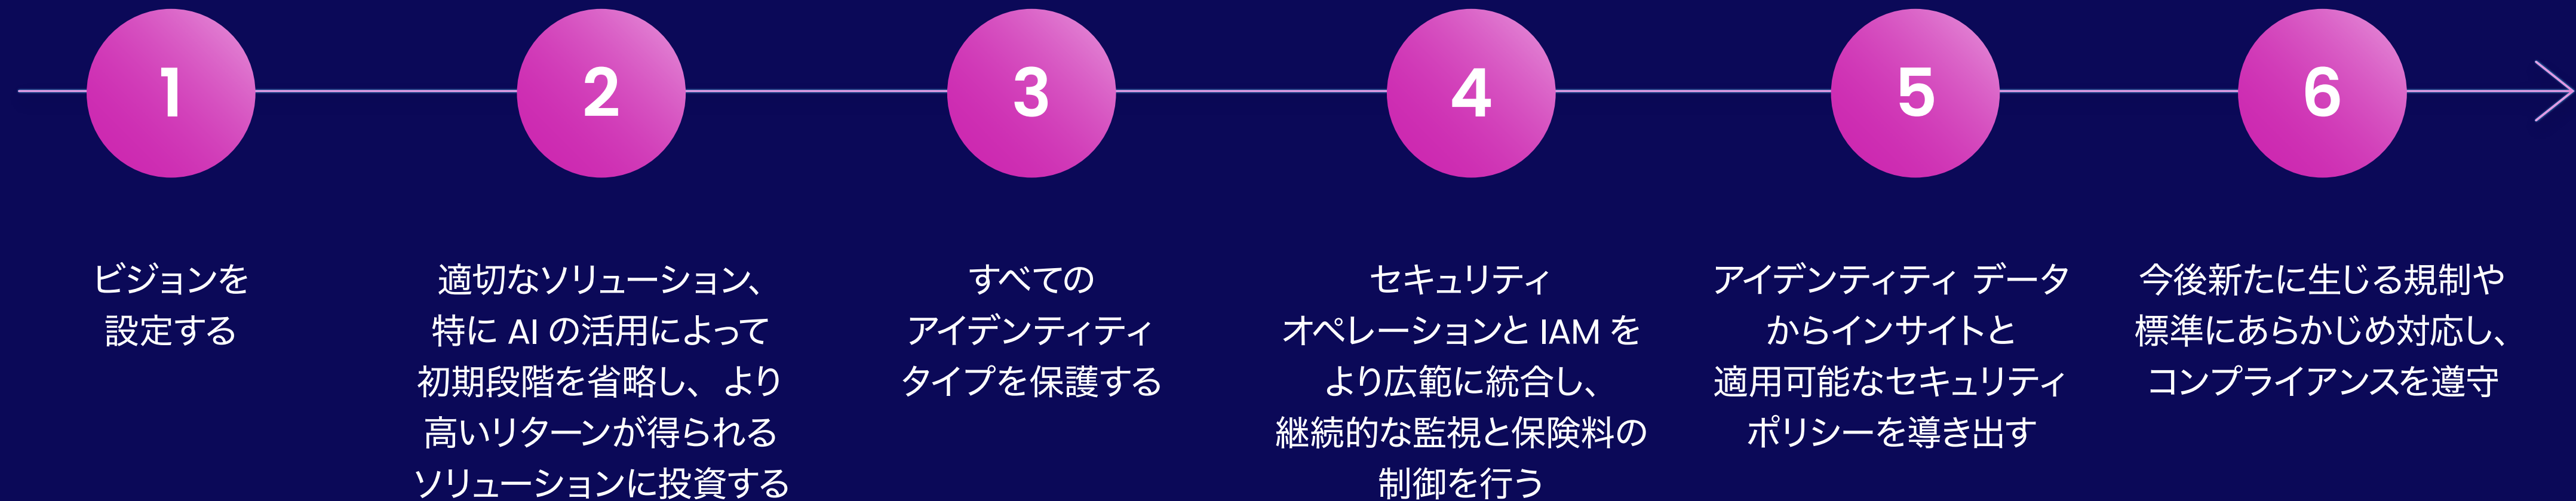 1
ビジョンを
設定する
2
適切なソリューション、
特に AI の活用によって
初期段階を省略し、より
高いリターンが得られる
ソリューションに投資する
3
すべての
アイデンティティ
タイプを保護する
4
セキュリティ
オペレーションと IAM を
より広範に統合し、
継続的な監視と保険料の
制御を行う
5
アイデンティティ データ
からインサイトと
適用可能なセキュリティ
ポリシーを導き出す
6
今後新たに生じる規制や
標準にあらかじめ対応し、
コンプライアンスを遵守